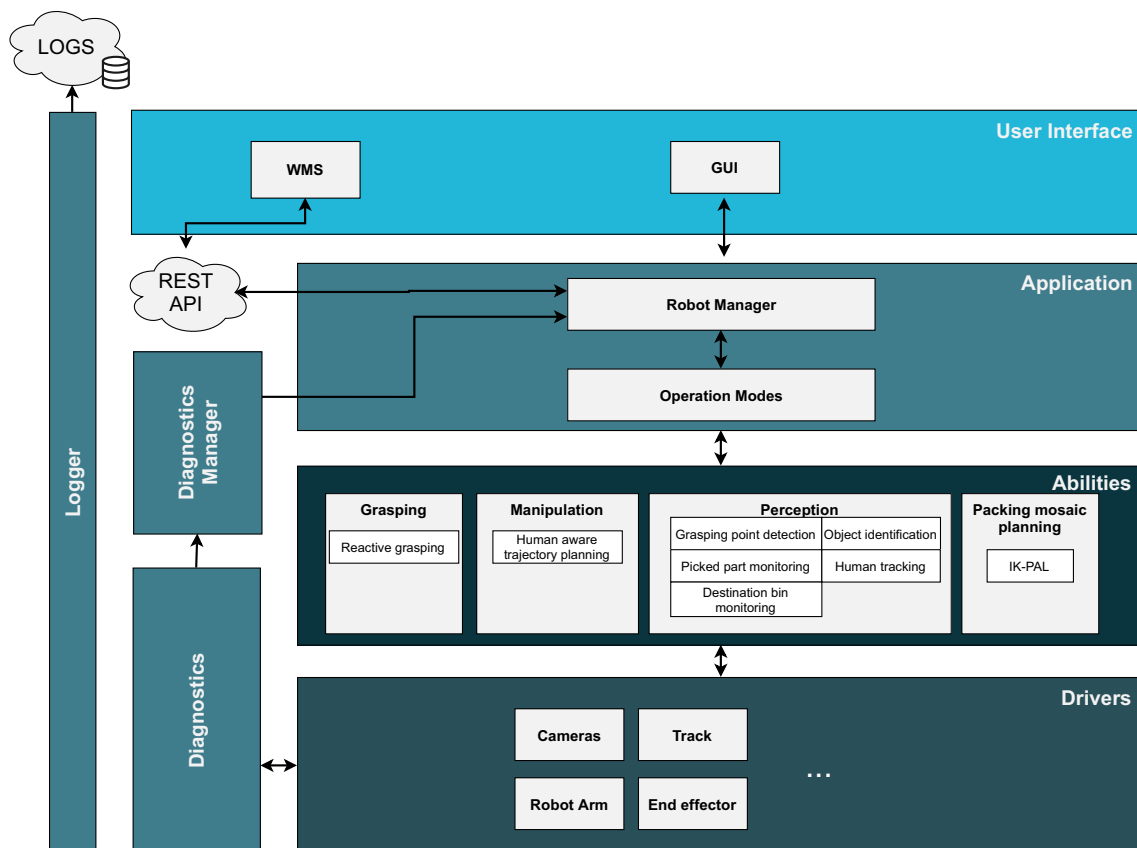 LOGS
User Interface
WMS
GUI
REST
API
Application
Robot Manager
Operation Modes
Diagnostics
Manager
Logger
Diagnostics
Abilities
Grasping
Reactive grasping
Manipulation
Human aware
trajectory planning
Perception
Grasping point detection
Object identification
Picked part monitoring
Human tracking
Destination bin
monitoring
Packing mosaic
planning
IK-PAL
Drivers
Cameras
Track
...
Robot Arm
End effector